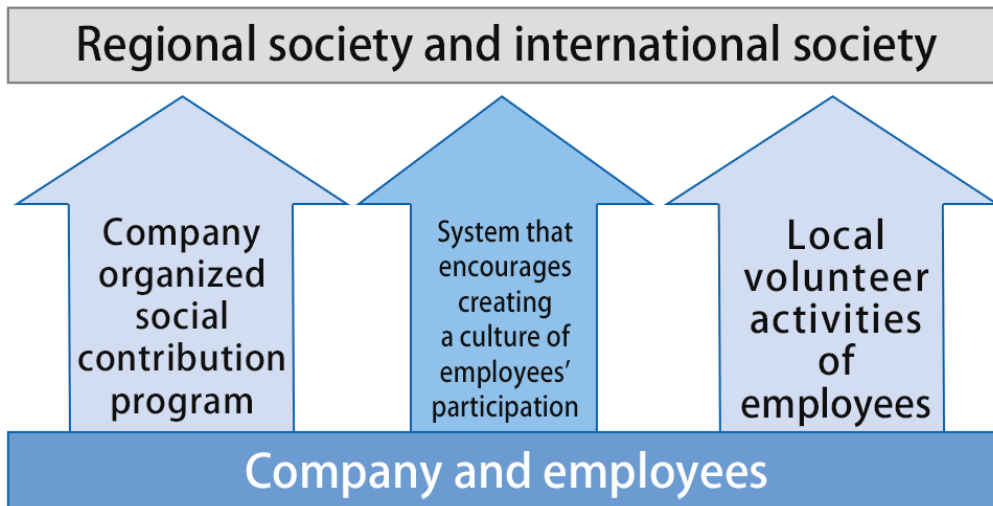 Regional society and international society
Company
organized
social
contribution
program
System that
encourages
creating
a culture of
employees’
participation
Local
volunteer
activities
of
employees
Company and employees